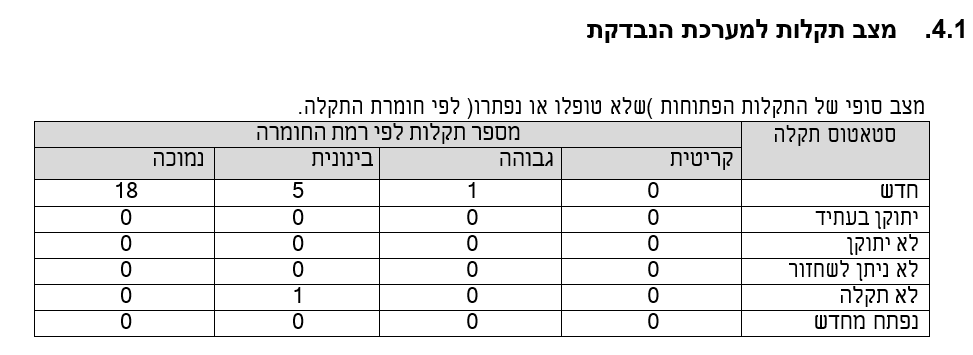 4.1. מצב תקלות למערכת הנבדקת
מצב סופי של התקלות הפתוחות )שלא טופלו או נפתרו( לפי חומרת התקלה.
סטאטוס תקלה מספר תקלות לפי רמת החומרה
קריטית גבוהה בינונית נמוכה
חדש 0 1 5 18
יתוקן בעתיד 0 0 0 0
לא יתוקן 0 0 0 0
לא ניתן לשחזור 0 0 0 0
לא תקלה 0 0 1 0
נפתח מחדש 0 0 0 0